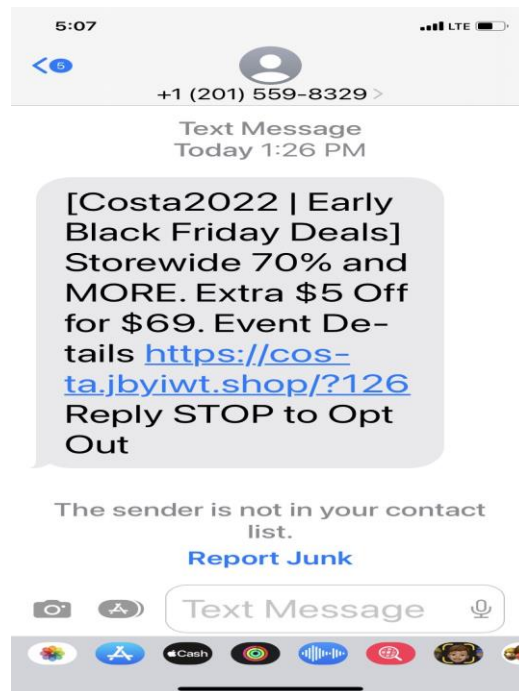 5:07
LTE
5
+1 (201) 559-8329
Text Message
Today 1:26 PM
[Costa2022 | Early
Black Friday Deals]
Storewide 70% and
MORE. Extra $5 Off
for $69. Event De-
tails https://cos-
ta.jbyiwt.shop/?126
Reply STOP to Opt
Out
The sender is not in your contact
list.
Report Junk
Text Message
Cash